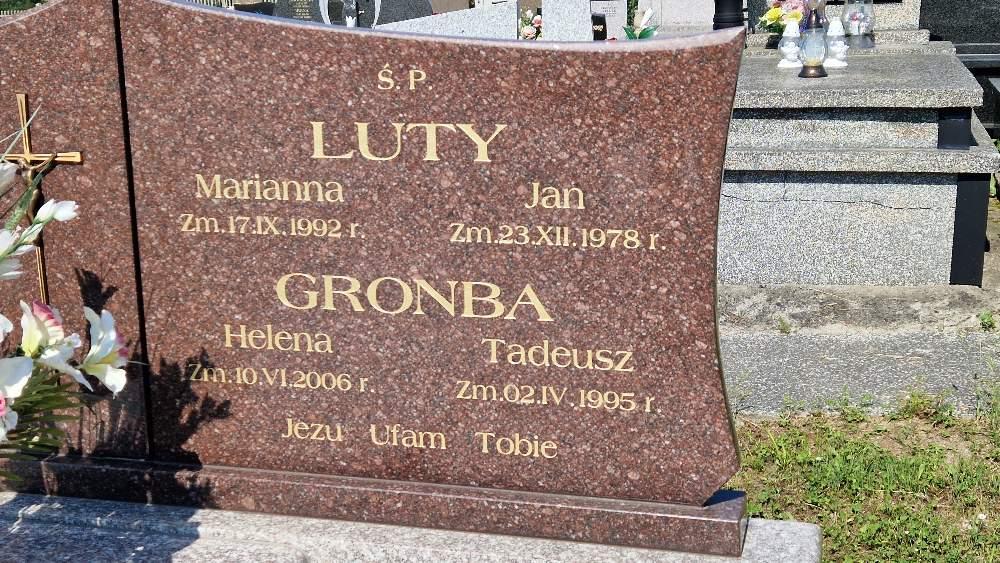 Ś.P.
LUTY
Marianna Jan
Zm.17.IX.1992 r. Zm.23.XII.1978 r.
GRONBA
Helena Tadeusz
Zm.10.VI.2006 r. Zm.02.IV.1995 r.
Jezu Ufam Tobie